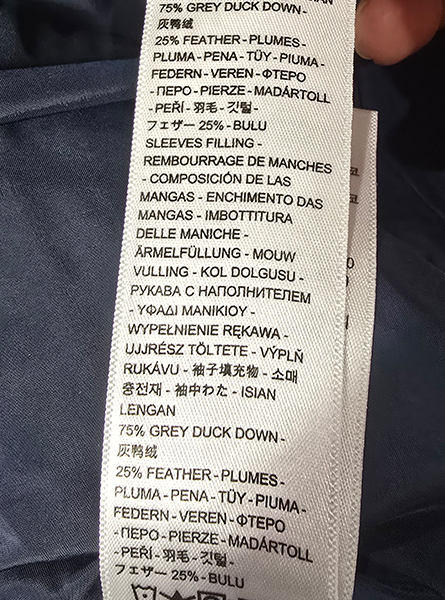 75% GREY DUCK DOWN -
灰鸭绒
25% FEATHER - PLUMES -
PLUMA - PENA - TÜY - PIUMA -
FEDERN - VEREN - ΦΤΕΡΟ
- ПЕРО - PIERZE - MADÁRTOLL
- PEŘÍ - 羽毛 - 깃털 -
フェザー 25% - BULU
SLEEVES FILLING -
REMBOURRAGE DE MANCHES
- COMPOSICIÓN DE LAS
MANGAS - ENCHIMENTO DAS
MANGAS - IMBOTTITURA
DELLE MANICHE -
ÄRMELFÜLLUNG - MOUW
VULLING - KOL DOLGUSU -
РУКАВА С НАПОЛНИТЕЛЕМ
- ΥΦΑΔΙ ΜΑΝΙΚΙΟΥ -
WYPEŁNIENIE RĘKAWA -
UJJRÉSZ TÖLTETE - VÝPLŇ
RUKÁVU - 袖子填充物 - 소매
충전재 - 袖中わた - ISIAN
LENGAN
75% GREY DUCK DOWN -
灰鸭绒
25% FEATHER - PLUMES -
PLUMA - PENA - TÜY - PIUMA -
FEDERN - VEREN - ΦΤΕΡΟ
- ПЕРО - PIERZE - MADÁRTOLL
- PEŘÍ - 羽毛 - 깃털 -
フェザー 25% - BULU